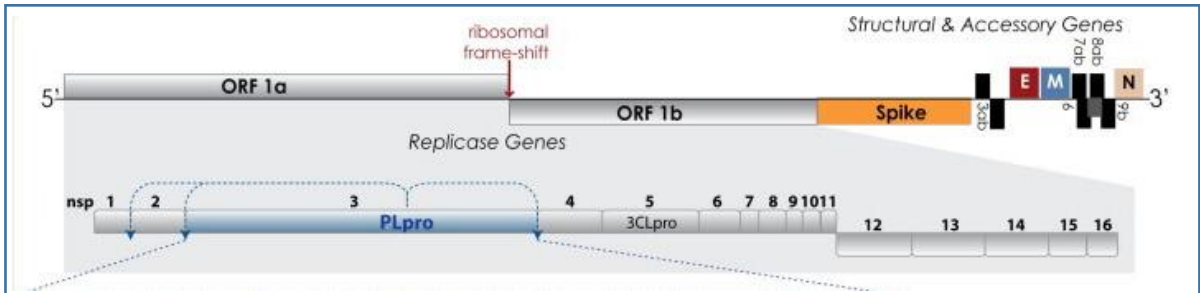 Structural & Accessory Genes
ribosomal
frame-shift
7ab
8ab
ORF 1a
E
M
N
5'
3'
ORF 1b
Spike
3ab
6
9b
Replicase Genes
nsp 1 2 3 4 5 6 7 8 9 10 11
PLpro
3CLpro
12 13 14 15 16